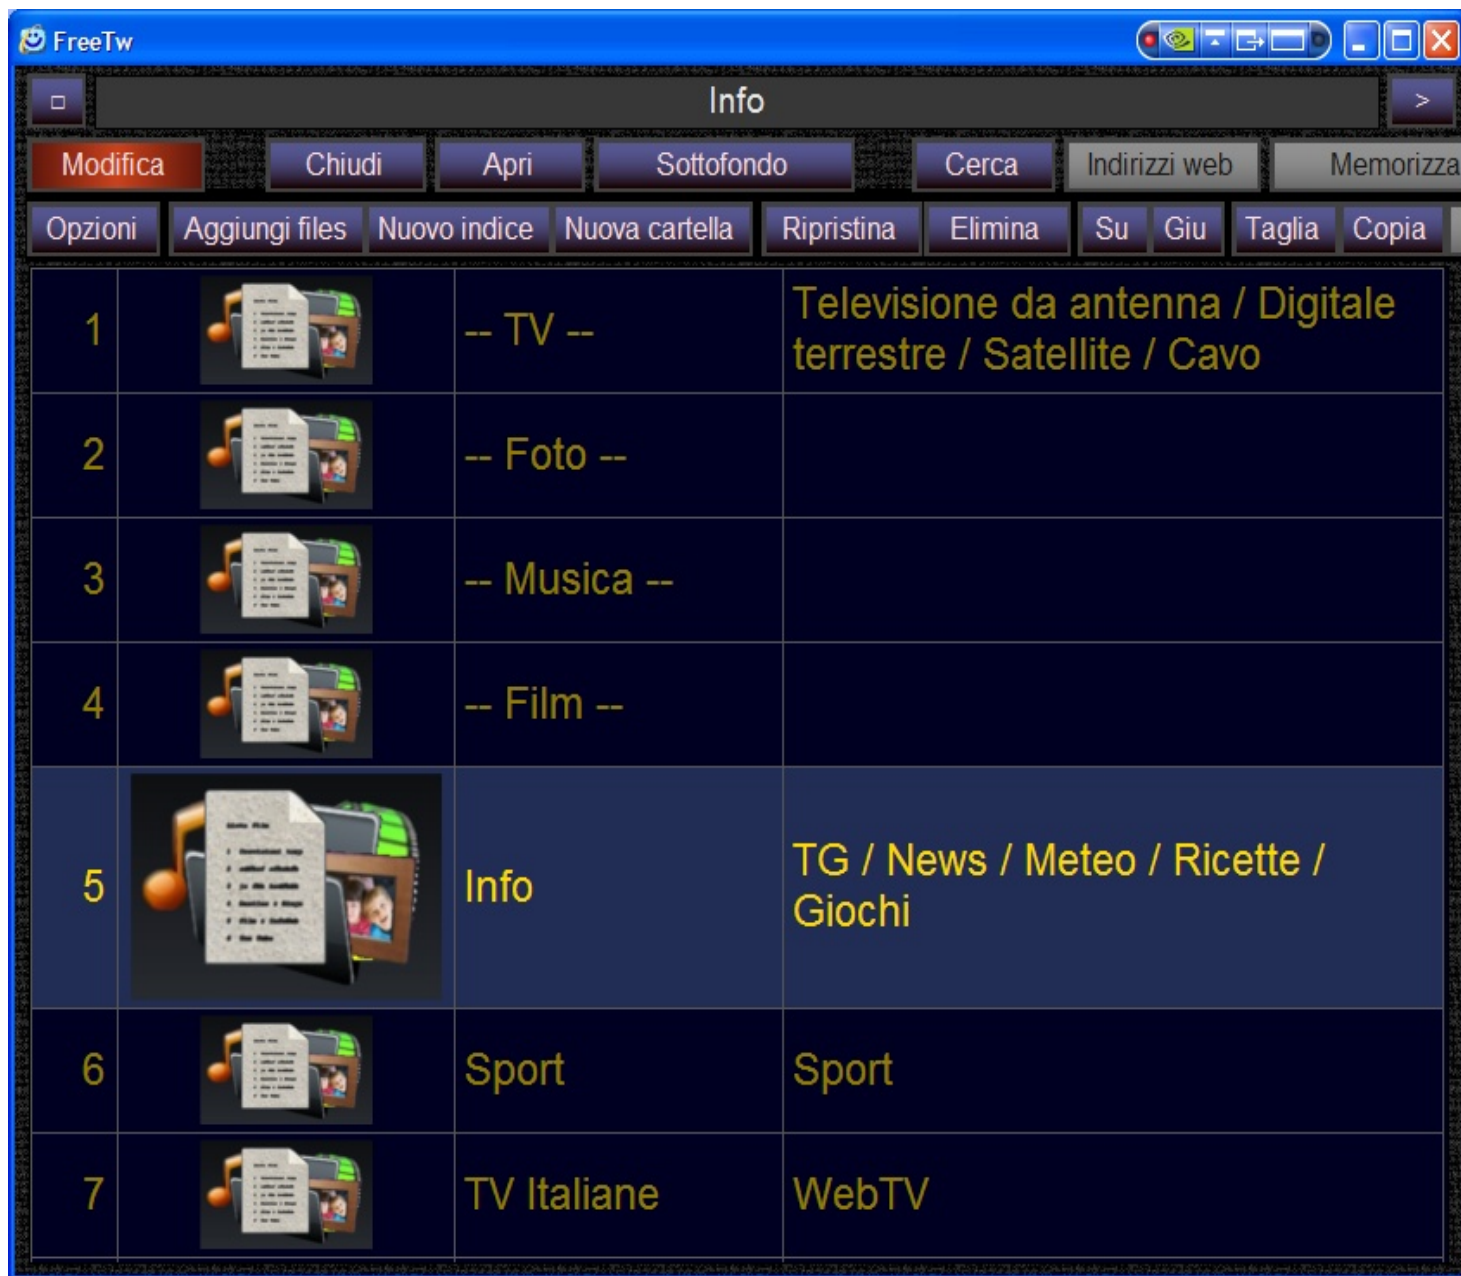 FreeTw
Info >
Modifica Chiudi Apri Sottofondo Cerca Indirizzi web Memorizza
Opzioni Aggiungi files Nuovo indice Nuova cartella Ripristina Elimina Su Giu Taglia Copia
1 -- TV -- Televisione da antenna / Digitale
terrestre / Satellite / Cavo
2 -- Foto --
3 -- Musica --
4 -- Film --
5 Info TG / News / Meteo / Ricette /
Giochi
6 Sport Sport
7 TV Italiane WebTV